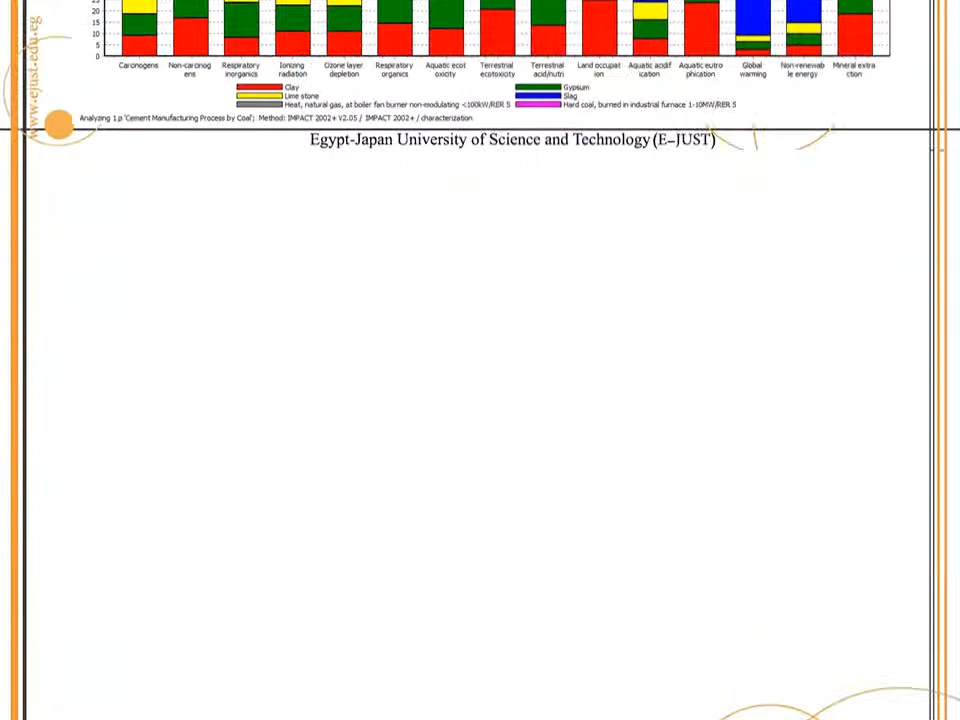 25
20
15
10
5
0
Carcinogens
Non-carcinog
ens
Respiratory
inorganics
Ionizing
radiation
Ozone layer
depletion
Respiratory
organics
Aquatic ecot
oxicity
Terrestrial
ecotoxicity
Terrestrial
acid/nutri
Land occupat
ion
Aquatic acidif
ication
Aquatic eutro
phication
Global
warming
Non-renewab
le energy
Mineral extra
ction
Clay
Gypsum
Lime stone
Slag
Heat, natural gas, at boiler fan burner non-modulating <100kW/RER S
Hard coal, burned in industrial furnace 1-10MW/RER S
Analyzing 1 p 'Cement Manufacturing Process by Coal'; Method: IMPACT 2002+ V2.05 / IMPACT 2002+ / characterization
www.ejust.edu.eg
Egypt-Japan University of Science and Technology (E-JUST)